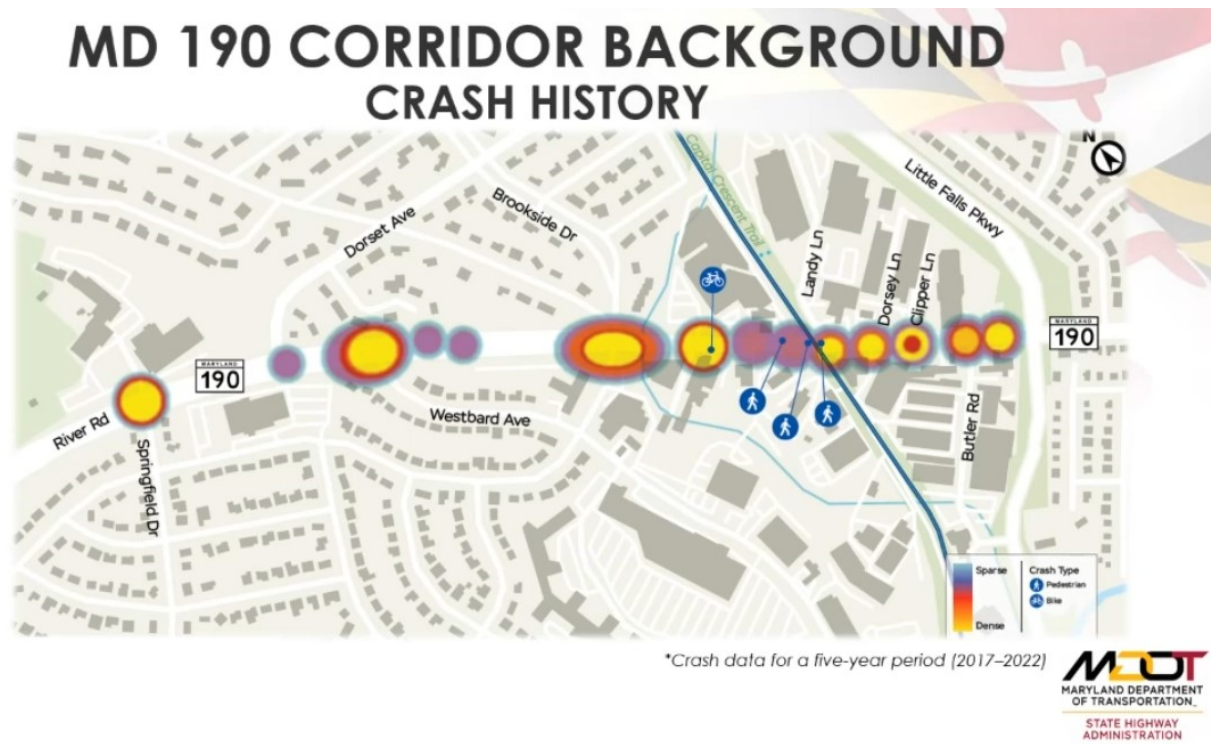 MD 190 CORRIDOR BACKGROUND
CRASH HISTORY
N
Capital Crescent Trail
Little Falls Pkwy
Brookside Dr
Dorset Ave
Landy Ln
Dorsey Ln
Clipper Ln
MARYLAND
190
MARYLAND
190
River Rd
Springfield Dr
Westbard Ave
Butler Rd
Sparse
Dense
Crash Type
Pedestrian
Bike
*Crash data for a five-year period (2017–2022)
MDOT
MARYLAND DEPARTMENT
OF TRANSPORTATION
STATE HIGHWAY
ADMINISTRATION